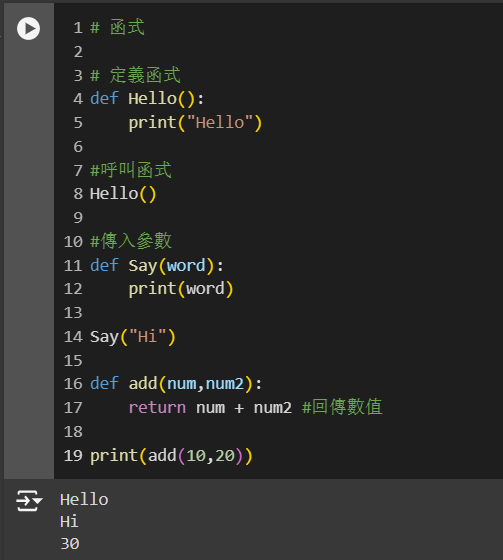 1 # 函式
2
3 # 定義函式
4 def Hello():
5     print("Hello")
6
7 #呼叫函式
8 Hello()
9
10 #傳入參數
11 def Say(word):
12     print(word)
13
14 Say("Hi")
15
16 def add(num,num2):
17     return num + num2 #回傳數值
18
19 print(add(10,20))
Hello
Hi
30